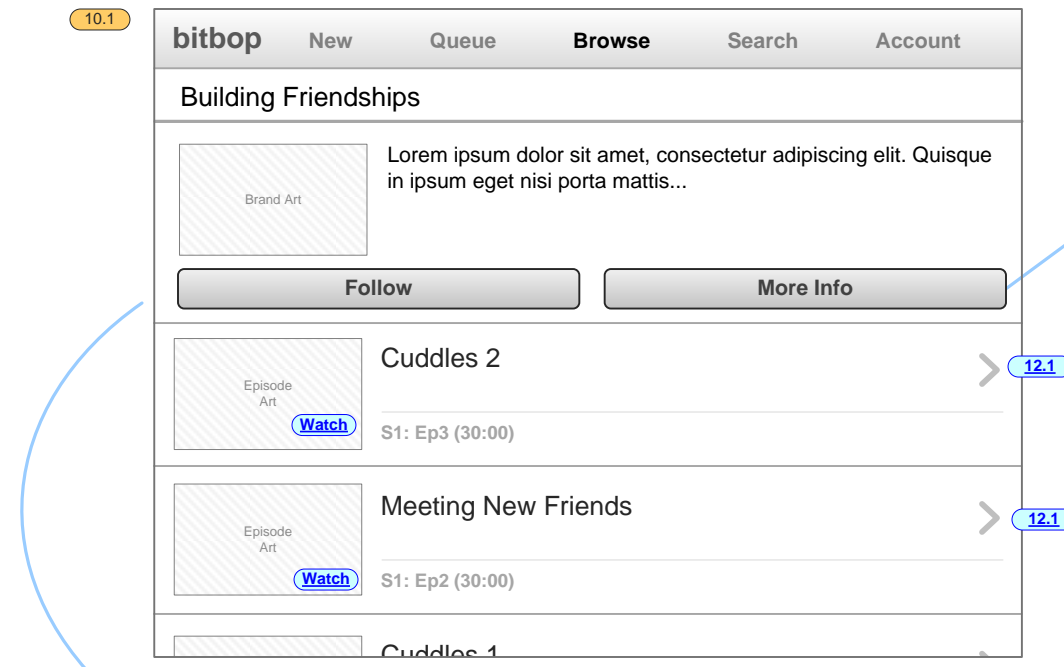 10.1
bitbop New Queue Browse Search Account
Building Friendships
Lorem ipsum dolor sit amet, consectetur adipiscing elit. Quisque
in ipsum eget nisi porta mattis...
Brand Art
Follow More Info
Cuddles 2
12.1
Episode
Art
Watch
S1: Ep3 (30:00)
Meeting New Friends
12.1
Episode
Art
Watch
S1: Ep2 (30:00)
Cuddles 1